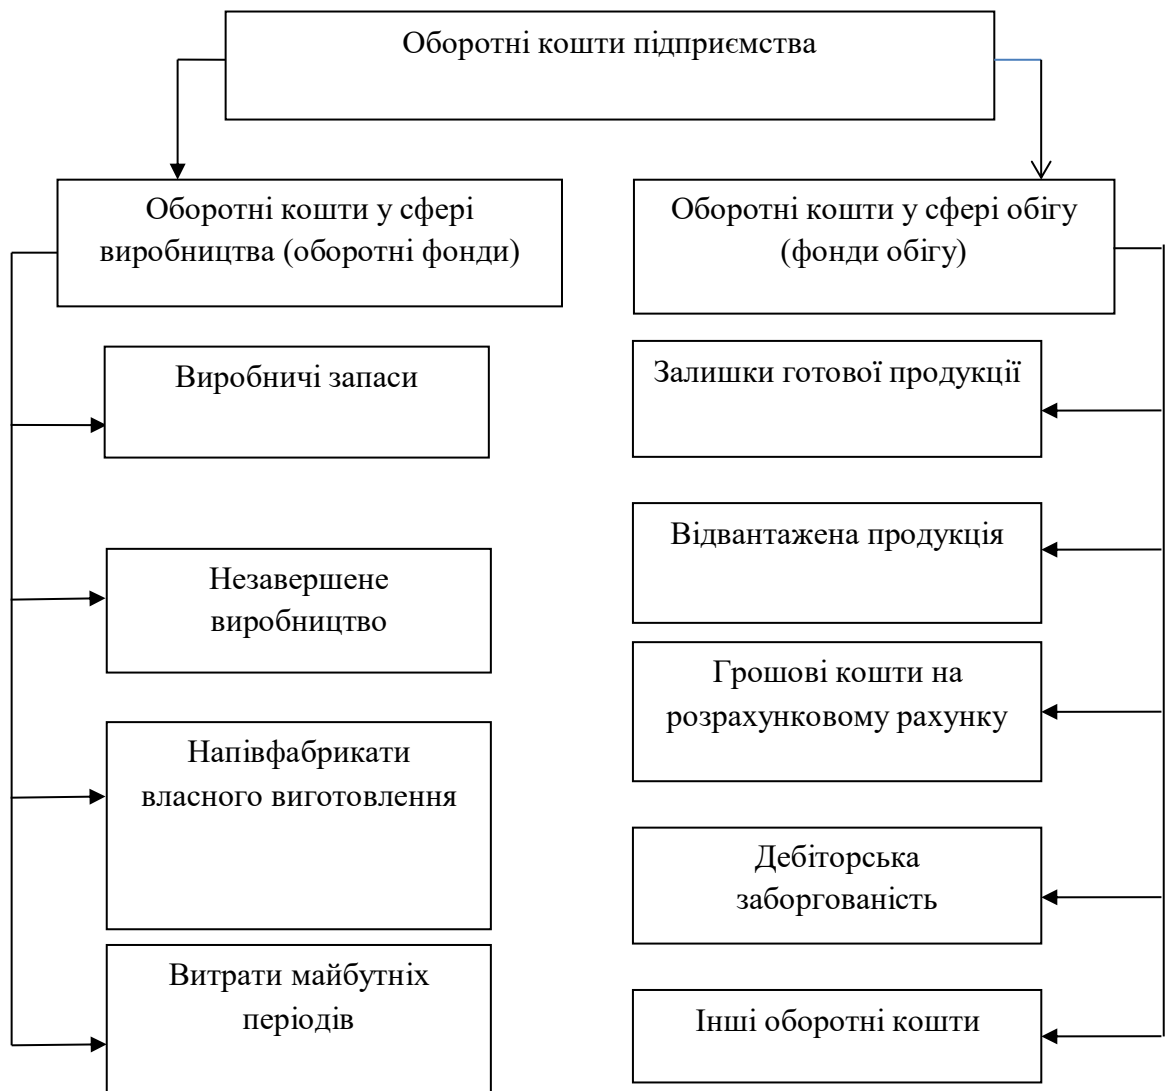 Оборотні кошти підприємства
Оборотні кошти у сфері
виробництва (оборотні фонди)
Оборотні кошти у сфері обігу
(фонди обігу)
Виробничі запаси
Незавершене
виробництво
Напівфабрикати
власного виготовлення
Витрати майбутніх
періодів
Залишки готової продукції
Відвантажена продукція
Грошові кошти на
розрахунковому рахунку
Дебіторська
заборгованість
Інші оборотні кошти